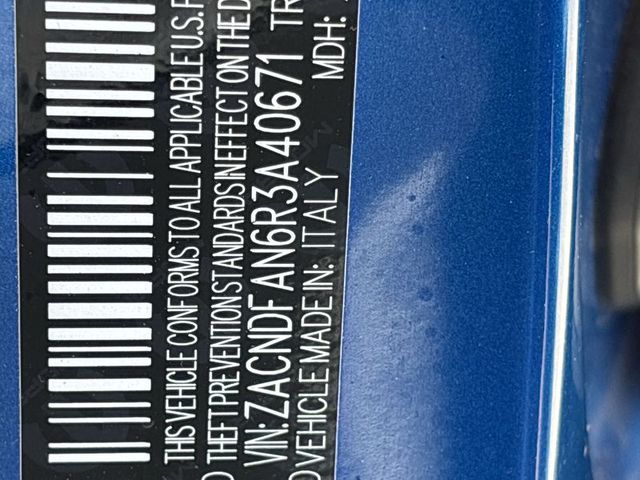 THIS VEHICLE CONFORMS TO ALL APPLICABLE U.S.F
THEFT PREVENTION STANDARDS IN EFFECT ON THE D
VIN: ZACNDFAN6R3A40671 TR
VEHICLE MADE IN: ITALY MDH: